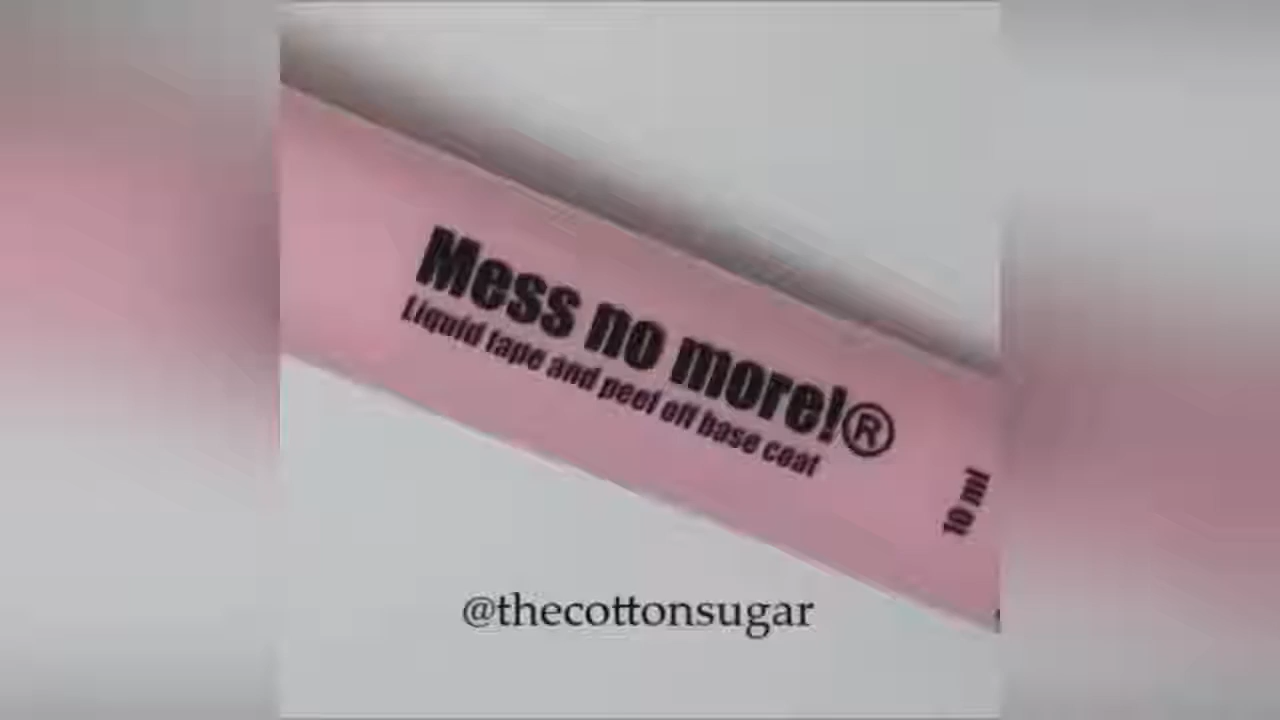 Mess no more!®
Liquid tape and peel off base coat
10 ml
@thecottonsugar